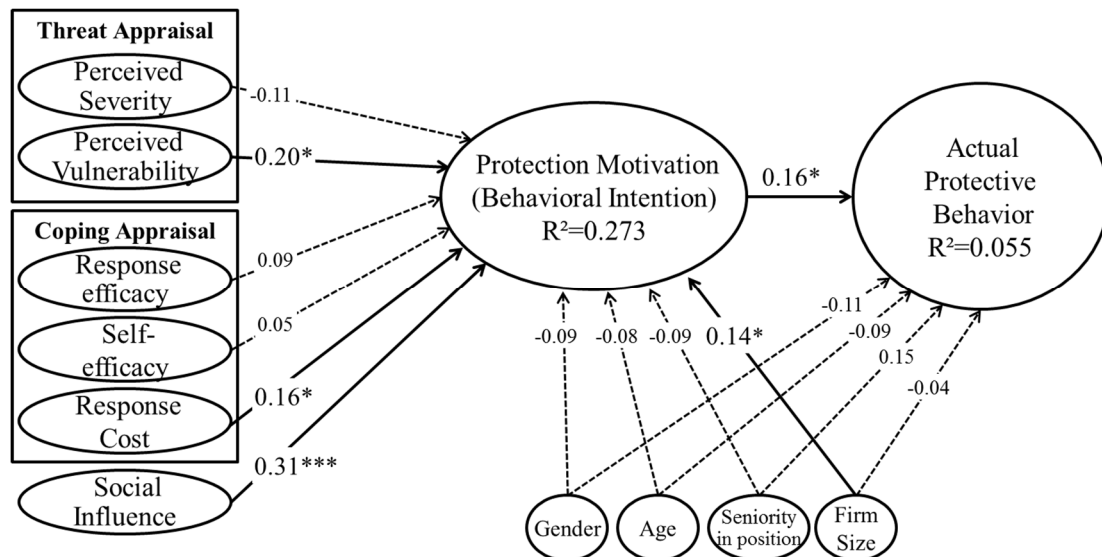 Threat Appraisal
Perceived
Severity
Perceived
Vulnerability
Coping Appraisal
Response
efficacy
Self-
efficacy
Response
Cost
Social
Influence
-0.11
0.20*
0.09
0.05
0.16*
0.31***
Protection Motivation
(Behavioral Intention)
R²=0.273
0.16*
Actual
Protective
Behavior
R²=0.055
-0.09
-0.08
-0.09
0.14*
-0.11
-0.09
0.15
-0.04
Gender
Age
Seniority
in position
Firm
Size